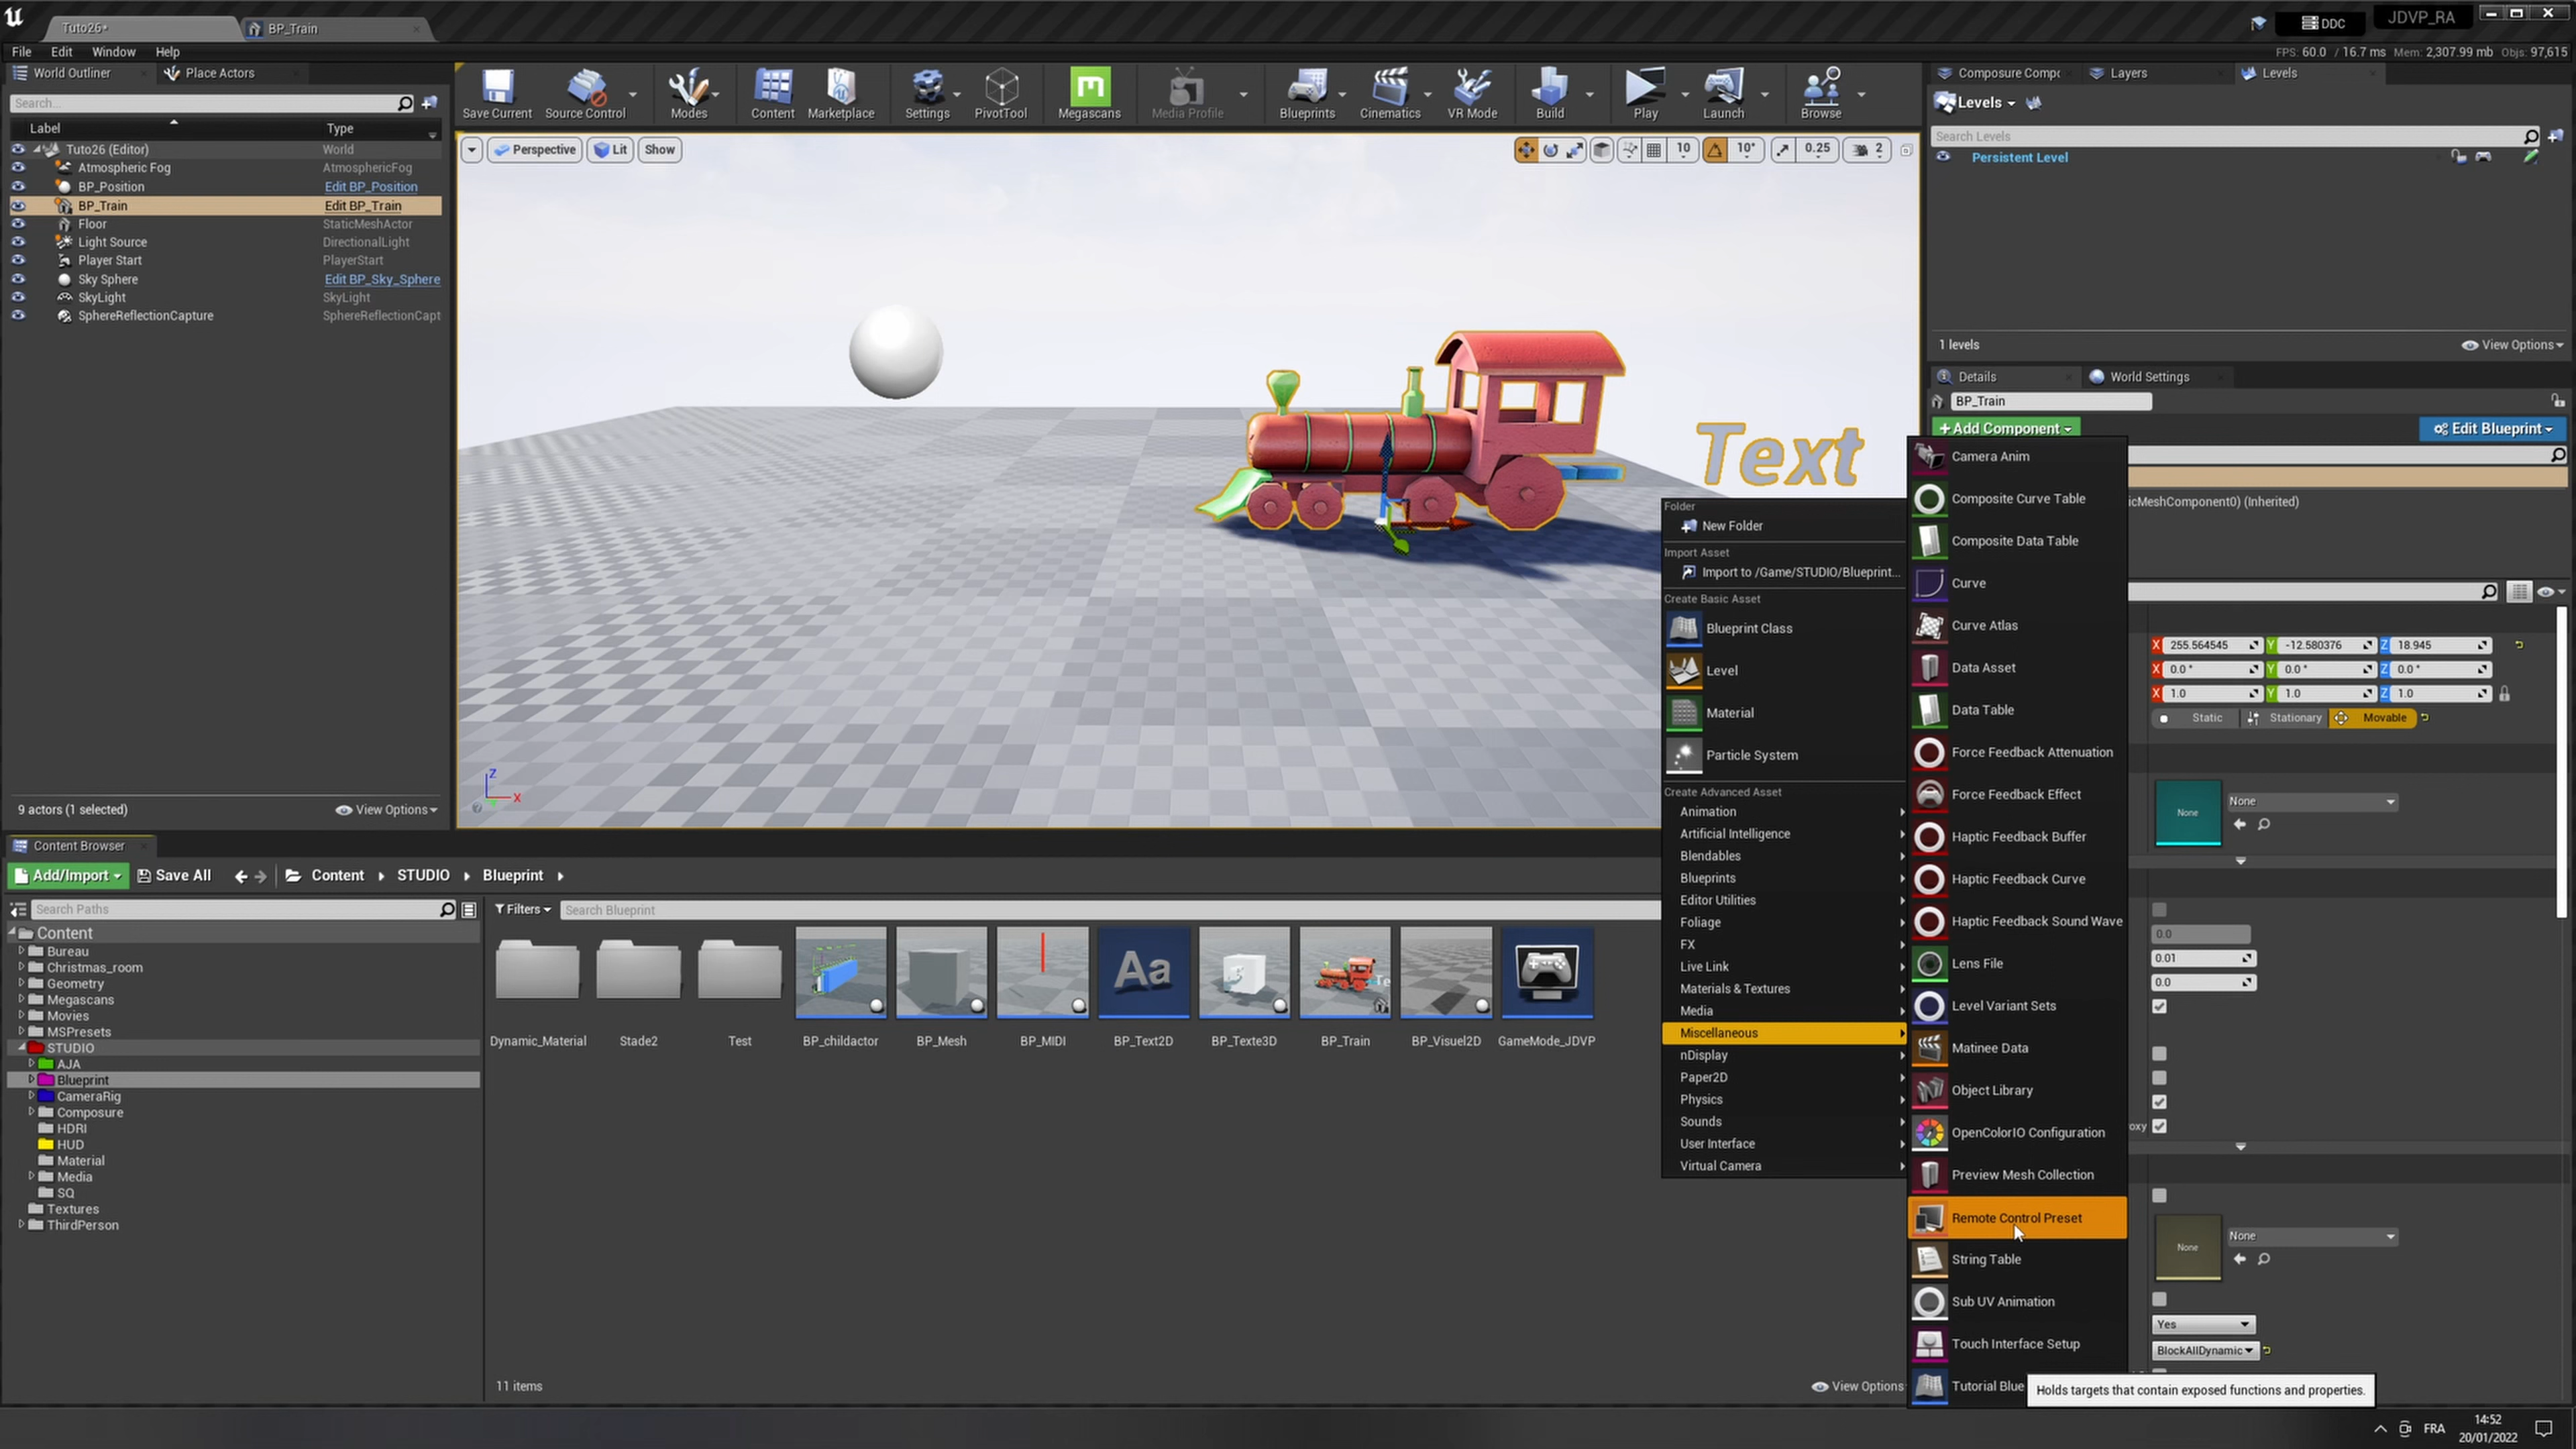 Tuto26*
BP_Train
DDC
JDVP_RA
File Edit Window Help
FPS: 60.0 / 16.7 ms Mem: 2,307.99 mb Objs: 97,615
World Outliner
Place Actors
Search...
Label Type
Tuto26 (Editor) World
Atmospheric Fog AtmosphericFog
BP_Position Edit BP_Position
BP_Train Edit BP_Train
Floor StaticMeshActor
Light Source DirectionalLight
Player Start PlayerStart
Sky Sphere Edit BP_Sky_Sphere
SkyLight SkyLight
SphereReflectionCapture SphereReflectionCapt
9 actors (1 selected) View Options
Save Current Source Control Modes Content Marketplace Settings PivotTool Megascans Media Profile Blueprints Cinematics VR Mode Build Play Launch Browse
Perspective Lit Show
10 10° 0.25 2
Text
Z
X
Composure Compc Layers Levels
Levels
Search Levels
Persistent Level
1 levels View Options
Details World Settings
BP_Train
+Add Component Edit Blueprint
icMeshComponent0) (Inherited)
X 255.564545 Y -12.580376 Z 18.945
X 0.0 ° Y 0.0 ° Z 0.0 °
X 1.0 Y 1.0 Z 1.0
Static Stationary Movable
None None
0.0
0.01
0.0
oxy
None None
Yes
BlockAllDynamic
Folder
New Folder
Import Asset
Import to /Game/STUDIO/Blueprint...
Create Basic Asset
Blueprint Class
Level
Material
Particle System
Create Advanced Asset
Animation
Artificial Intelligence
Blendables
Blueprints
Editor Utilities
Foliage
FX
Live Link
Materials & Textures
Media
Miscellaneous
nDisplay
Paper2D
Physics
Sounds
User Interface
Virtual Camera
Camera Anim
Composite Curve Table
Composite Data Table
Curve
Curve Atlas
Data Asset
Data Table
Force Feedback Attenuation
Force Feedback Effect
Haptic Feedback Buffer
Haptic Feedback Curve
Haptic Feedback Sound Wave
Lens File
Level Variant Sets
Matinee Data
Object Library
OpenColorIO Configuration
Preview Mesh Collection
Remote Control Preset
String Table
Sub UV Animation
Touch Interface Setup
Tutorial Blue
Holds targets that contain exposed functions and properties.
Content Browser
Add/Import Save All Content STUDIO Blueprint
Search Paths
Filters Search Blueprint
Content
Bureau
Christmas_room
Geometry
Megascans
Movies
MSPresets
STUDIO
AJA
Blueprint
CameraRig
Composure
HDRI
HUD
Material
Media
SQ
Textures
ThirdPerson
Aa
Dynamic_Material Stade2 Test BP_childactor BP_Mesh BP_MIDI BP_Text2D BP_Texte3D BP_Train BP_Visuel2D GameMode_JDVP
11 items View Options
FRA
14:52
20/01/2022